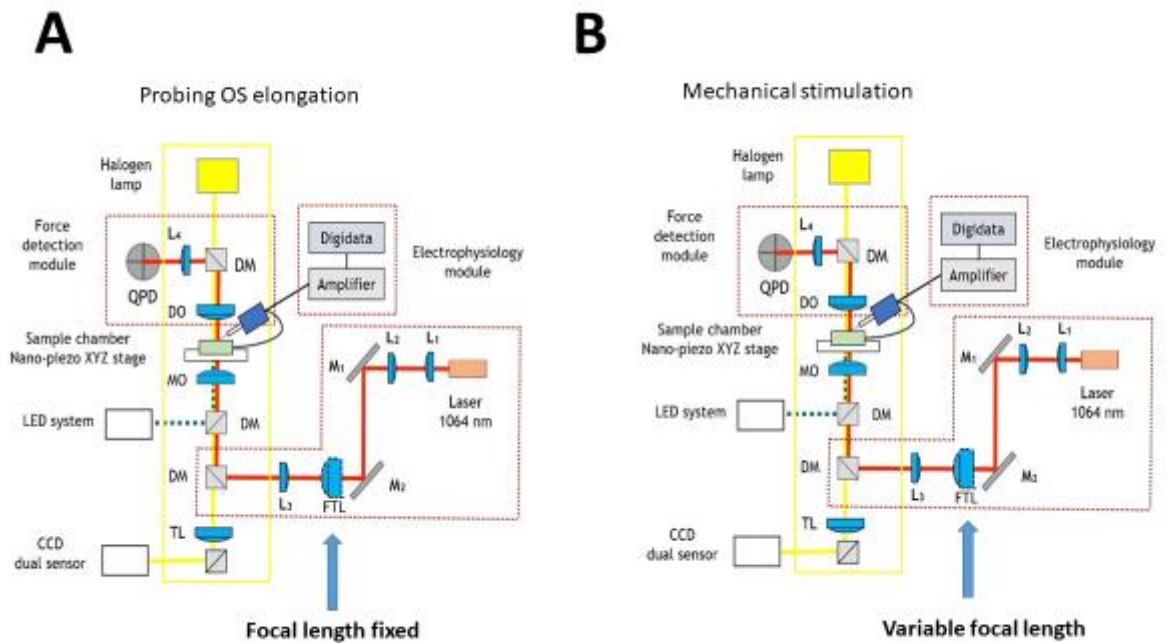 A
Probing OS elongation
Halogen
lamp
Force
detection
module
L4
QPD
DM
DO
Digidata
Amplifier
Electrophysiology
module
Sample chamber
Nano-piezo XYZ stage
MO
M1
L2
L1
Laser
1064 nm
LED system
DM
DM
L3
FTL
M2
TL
CCD
dual sensor
Focal length fixed
B
Mechanical stimulation
Halogen
lamp
Force
detection
module
L4
QPD
DM
DO
Digidata
Amplifier
Electrophysiology
module
Sample chamber
Nano-piezo XYZ stage
MO
M1
L2
L1
Laser
1064 nm
LED system
DM
DM
L3
FTL
M2
TL
CCD
dual sensor
Variable focal length